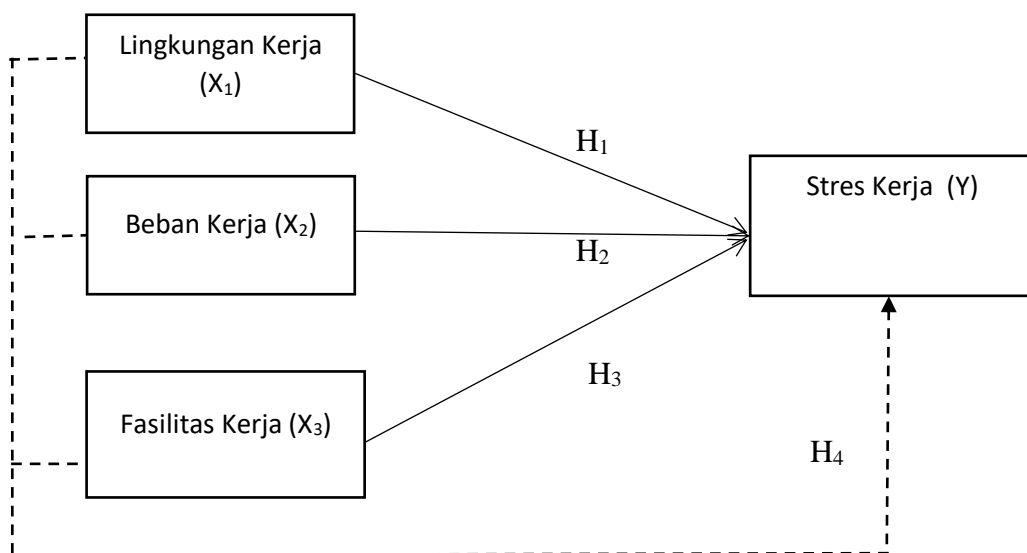 Lingkungan Kerja
(X₁)
H₁
Stres Kerja (Y)
Beban Kerja (X₂)
H₂
H₃
Fasilitas Kerja (X₃)
H₄